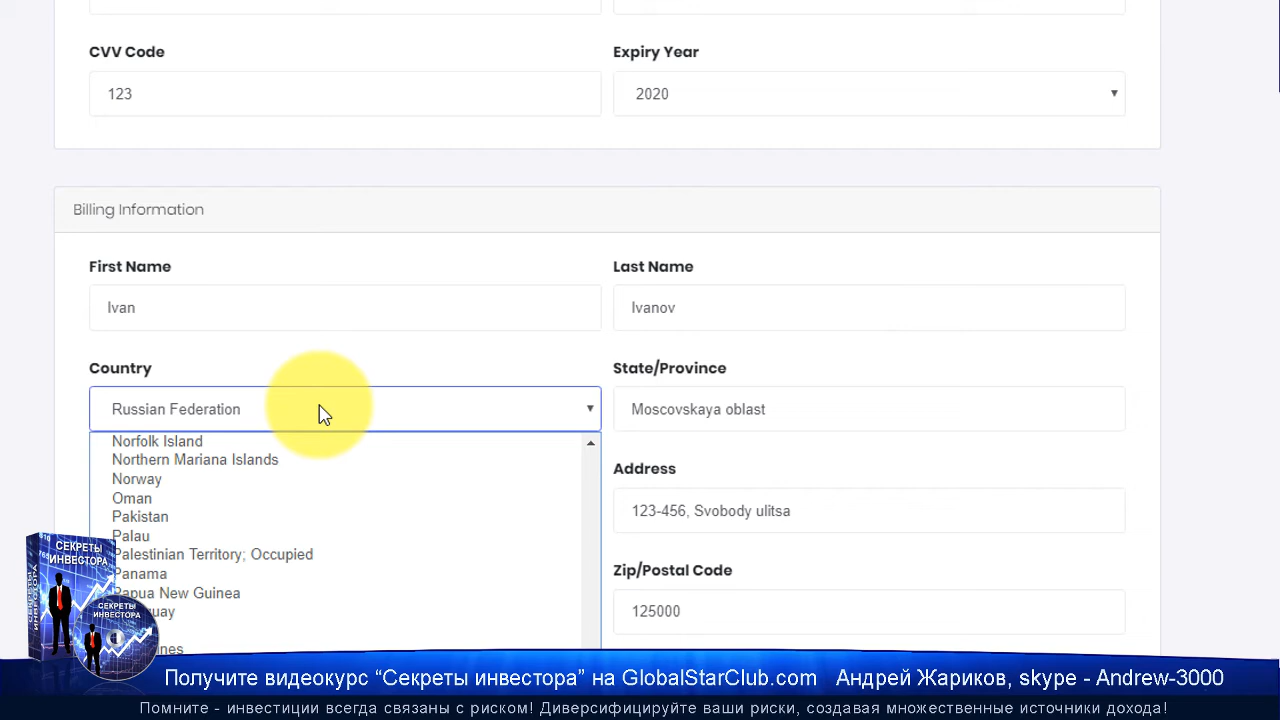 CVV Code
Expiry Year
123
2020
Billing Information
First Name
Last Name
Ivan
Ivanov
Country
State/Province
Russian Federation
Moscovskaya oblast
Norfolk Island
Northern Mariana Islands
Norway
Oman
Pakistan
Palau
Palestinian Territory; Occupied
Panama
Papua New Guinea
Address
123-456, Svobody ulitsa
Zip/Postal Code
125000
СЕКРЕТЫ
ИНВЕСТОРА
СЕКРЕТЫ ИНВЕСТОРА
СЕКРЕТЫ
ИНВЕСТОРА
Получите видеокурс “Секреты инвестора” на GlobalStarClub.com Андрей Жариков, skype - Andrew-3000
Помните - инвестиции всегда связаны с риском! Диверсифицируйте ваши риски, создавая множественные источники дохода!